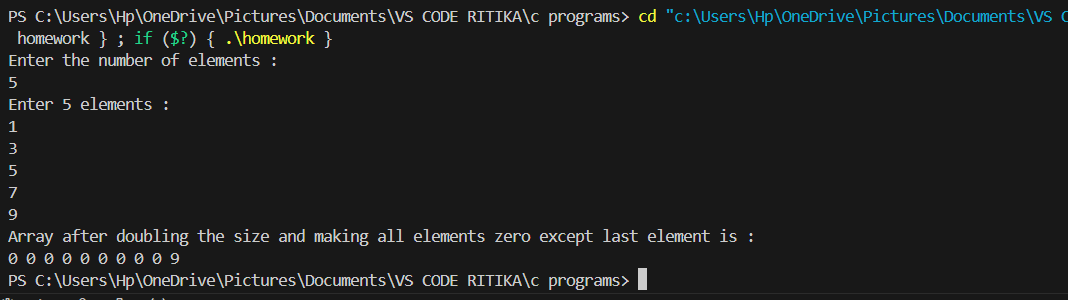 PS C:\Users\Hp\OneDrive\Pictures\Documents\VS CODE RITIKA\c programs> cd "c:\Users\Hp\OneDrive\Pictures\Documents\VS C
homework } ; if ($?) { .\homework }
Enter the number of elements :
5
Enter 5 elements :
1
3
5
7
9
Array after doubling the size and making all elements zero except last element is :
0 0 0 0 0 0 0 0 0 9
PS C:\Users\Hp\OneDrive\Pictures\Documents\VS CODE RITIKA\c programs>